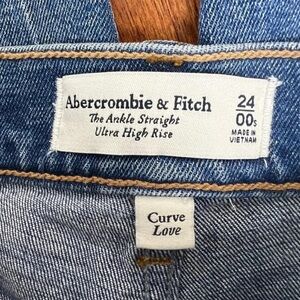 Abercrombie & Fitch
The Ankle Straight
Ultra High Rise
24
00s
MADE IN
VIETNAM
Curve
Love